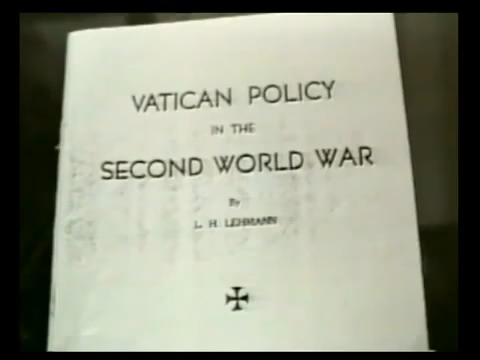 VATICAN POLICY
IN THE
SECOND WORLD WAR
By
L. H. LEHMANN